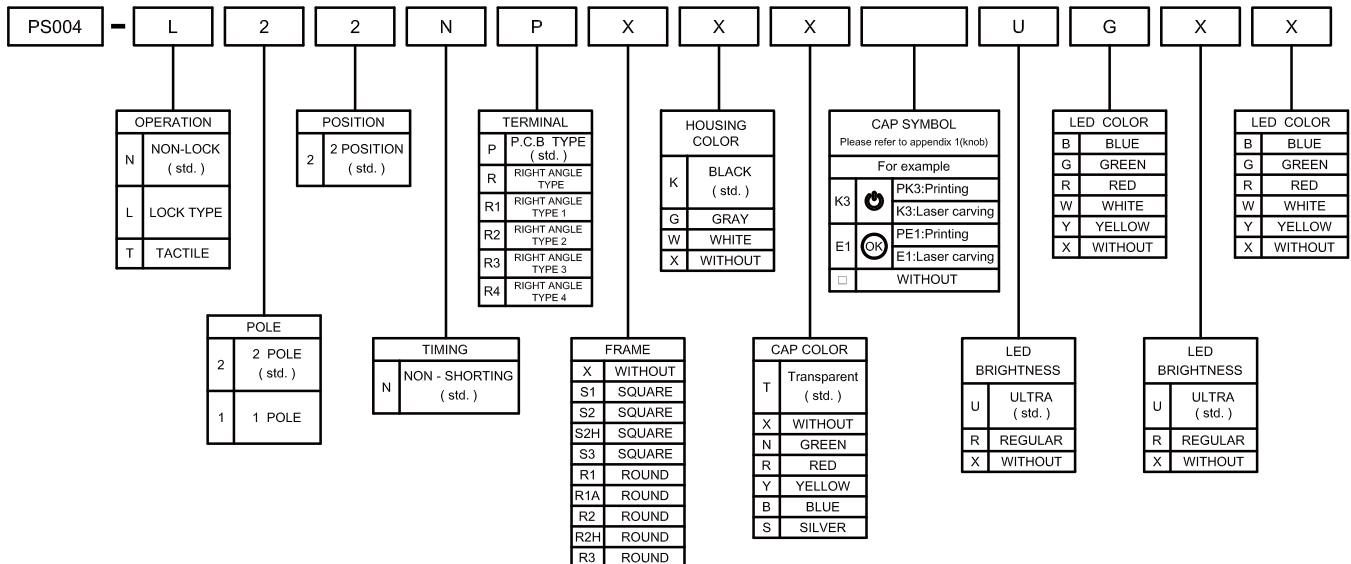 PS004 - L 2 2 N P X X X U G X X
OPERATION
N NON-LOCK
( std. )
L LOCK TYPE
T TACTILE
POSITION
2 2 POSITION
( std. )
TERMINAL
P P.C.B TYPE
( std. )
R RIGHT ANGLE
TYPE
R1 RIGHT ANGLE
TYPE 1
R2 RIGHT ANGLE
TYPE 2
R3 RIGHT ANGLE
TYPE 3
R4 RIGHT ANGLE
TYPE 4
HOUSING
COLOR
K BLACK
( std. )
G GRAY
W WHITE
X WITHOUT
CAP SYMBOL
Please refer to appendix 1(knob)
For example
K3 PK3:Printing
K3:Laser carving
E1 OK PE1:Printing
E1:Laser carving
□ WITHOUT
LED COLOR
B BLUE
G GREEN
R RED
W WHITE
Y YELLOW
X WITHOUT
LED COLOR
B BLUE
G GREEN
R RED
W WHITE
Y YELLOW
X WITHOUT
POLE
2 2 POLE
( std. )
1 1 POLE
TIMING
N NON - SHORTING
( std. )
FRAME
X WITHOUT
S1 SQUARE
S2 SQUARE
S2H SQUARE
S3 SQUARE
R1 ROUND
R1A ROUND
R2 ROUND
R2H ROUND
R3 ROUND
CAP COLOR
T Transparent
( std. )
X WITHOUT
N GREEN
R RED
Y YELLOW
B BLUE
S SILVER
LED
BRIGHTNESS
U ULTRA
( std. )
R REGULAR
X WITHOUT
LED
BRIGHTNESS
U ULTRA
( std. )
R REGULAR
X WITHOUT